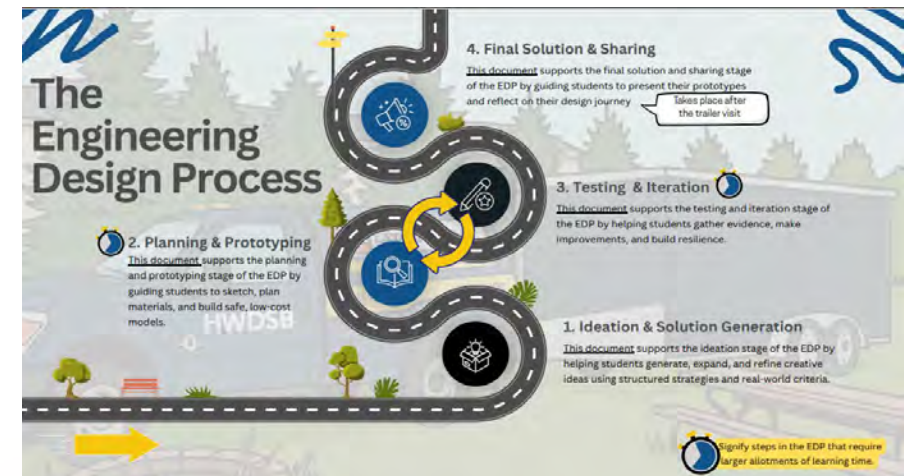 The
Engineering
Design Process
4. Final Solution & Sharing
This document supports the final solution and sharing stage
of the EDP by guiding students to present their prototypes
and reflect on their design journey
Takes place after
the trailer visit
3. Testing & Iteration
This document supports the testing and iteration stage of
the EDP by helping students gather evidence, make
improvements, and build resilience.
2. Planning & Prototyping
This document supports the planning
and prototyping stage of the EDP by
guiding students to sketch, plan
materials, and build safe, low-cost
models.
HWDSB
1. Ideation & Solution Generation
This document supports the ideation stage of the EDP by
helping students generate, expand, and refine creative
ideas using structured strategies and real-world criteria.
Signify steps in the EDP that require
larger allotments of learning time.